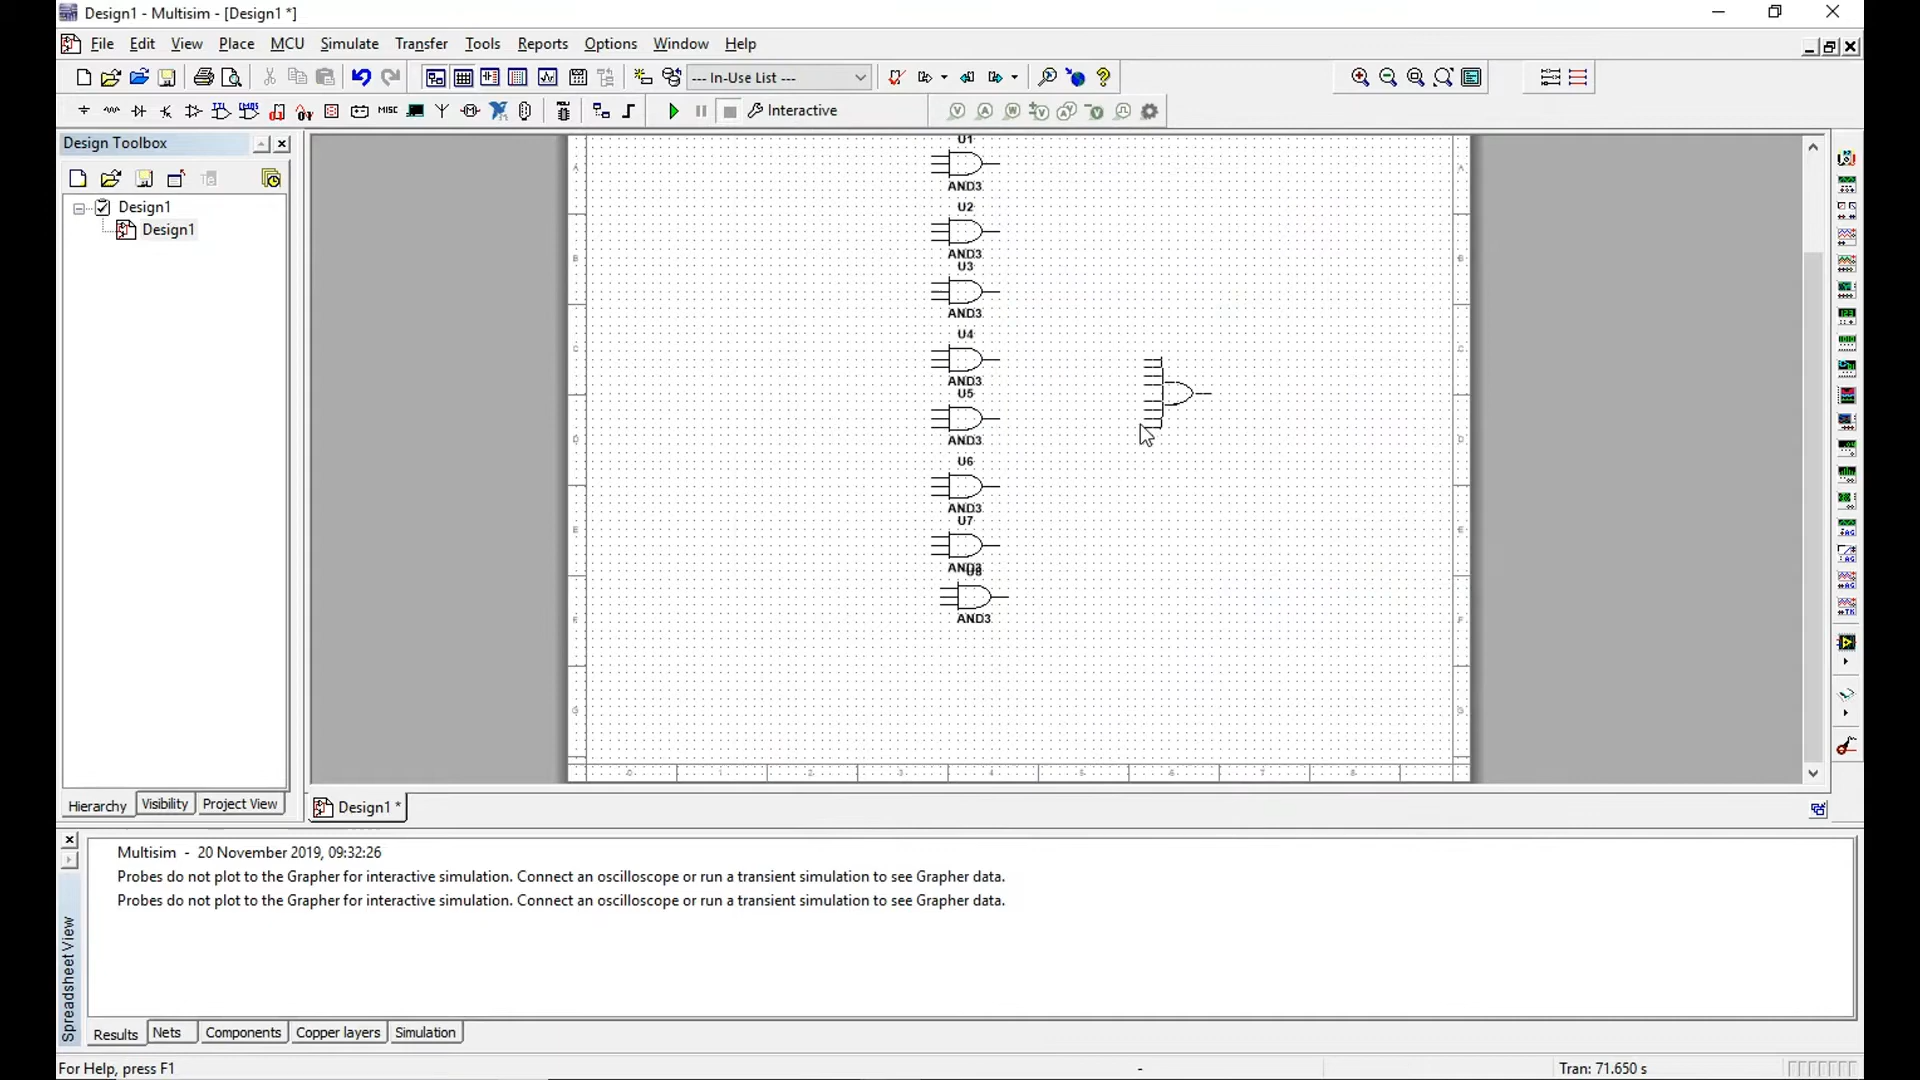 Design1 - Multisim - [Design1 *]
File Edit View Place MCU Simulate Transfer Tools Reports Options Window Help
--- In-Use List ---
MISC Interactive
Design Toolbox
Design1
Design1
U1
AND3
U2
AND3
U3
AND3
U4
AND3
U5
AND3
U6
AND3
U7
AND3
U8
AND3
Hierarchy Visibility Project View
Design1 *
Multisim - 20 November 2019, 09:32:26
Probes do not plot to the Grapher for interactive simulation. Connect an oscilloscope or run a transient simulation to see Grapher data.
Probes do not plot to the Grapher for interactive simulation. Connect an oscilloscope or run a transient simulation to see Grapher data.
Spreadsheet View
Results Nets Components Copper layers Simulation
For Help, press F1 - Tran: 71.650 s